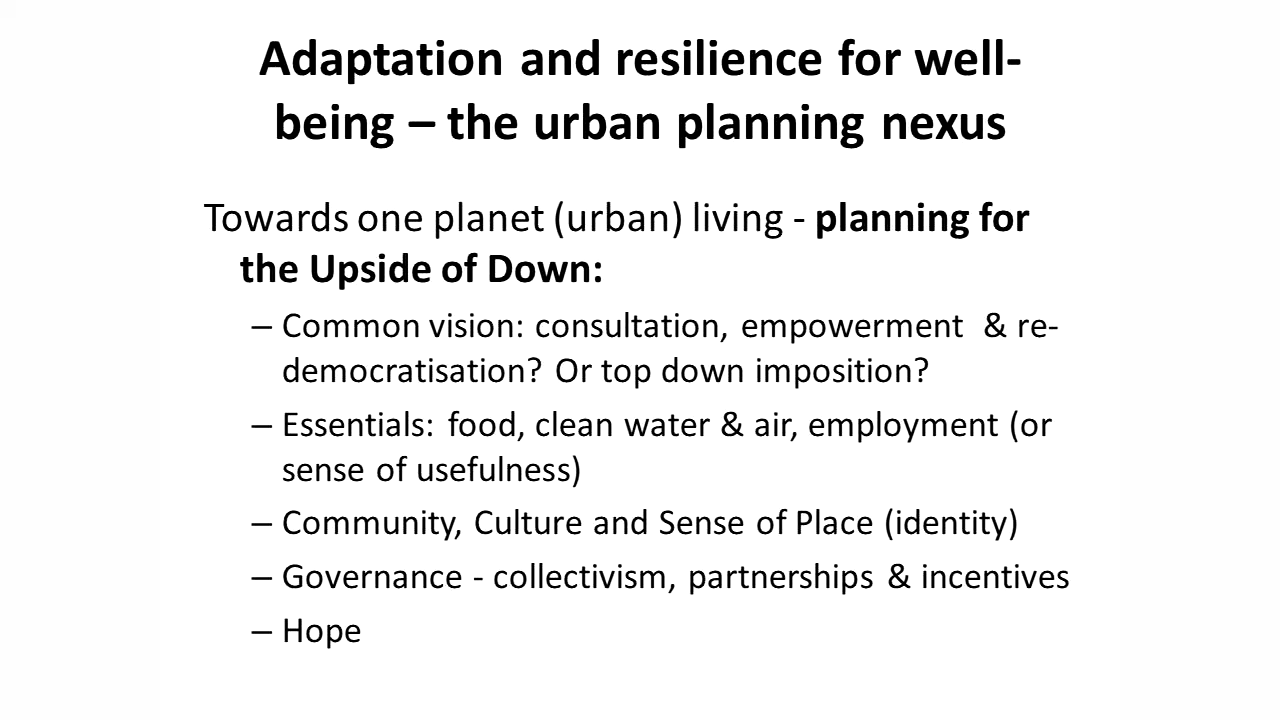 Adaptation and resilience for well-
being – the urban planning nexus
Towards one planet (urban) living - planning for
the Upside of Down:
– Common vision: consultation, empowerment & re-
democratisation? Or top down imposition?
– Essentials: food, clean water & air, employment (or
sense of usefulness)
– Community, Culture and Sense of Place (identity)
– Governance - collectivism, partnerships & incentives
– Hope